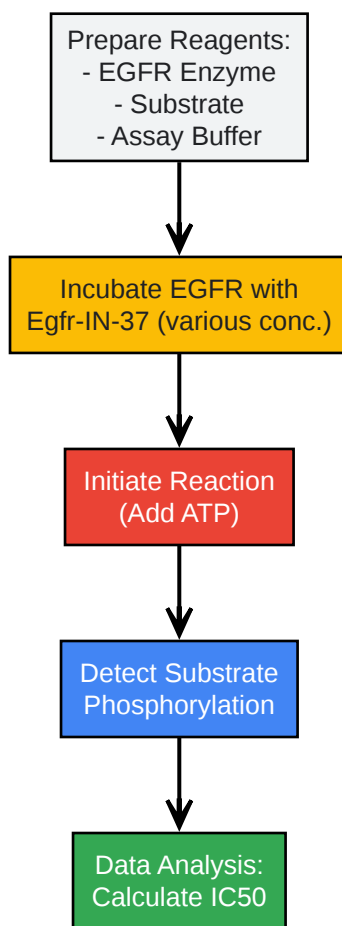 Prepare Reagents:
- EGFR Enzyme
- Substrate
- Assay Buffer
Incubate EGFR with
Egfr-IN-37 (various conc.)
Initiate Reaction
(Add ATP)
Detect Substrate
Phosphorylation
Data Analysis:
Calculate IC50